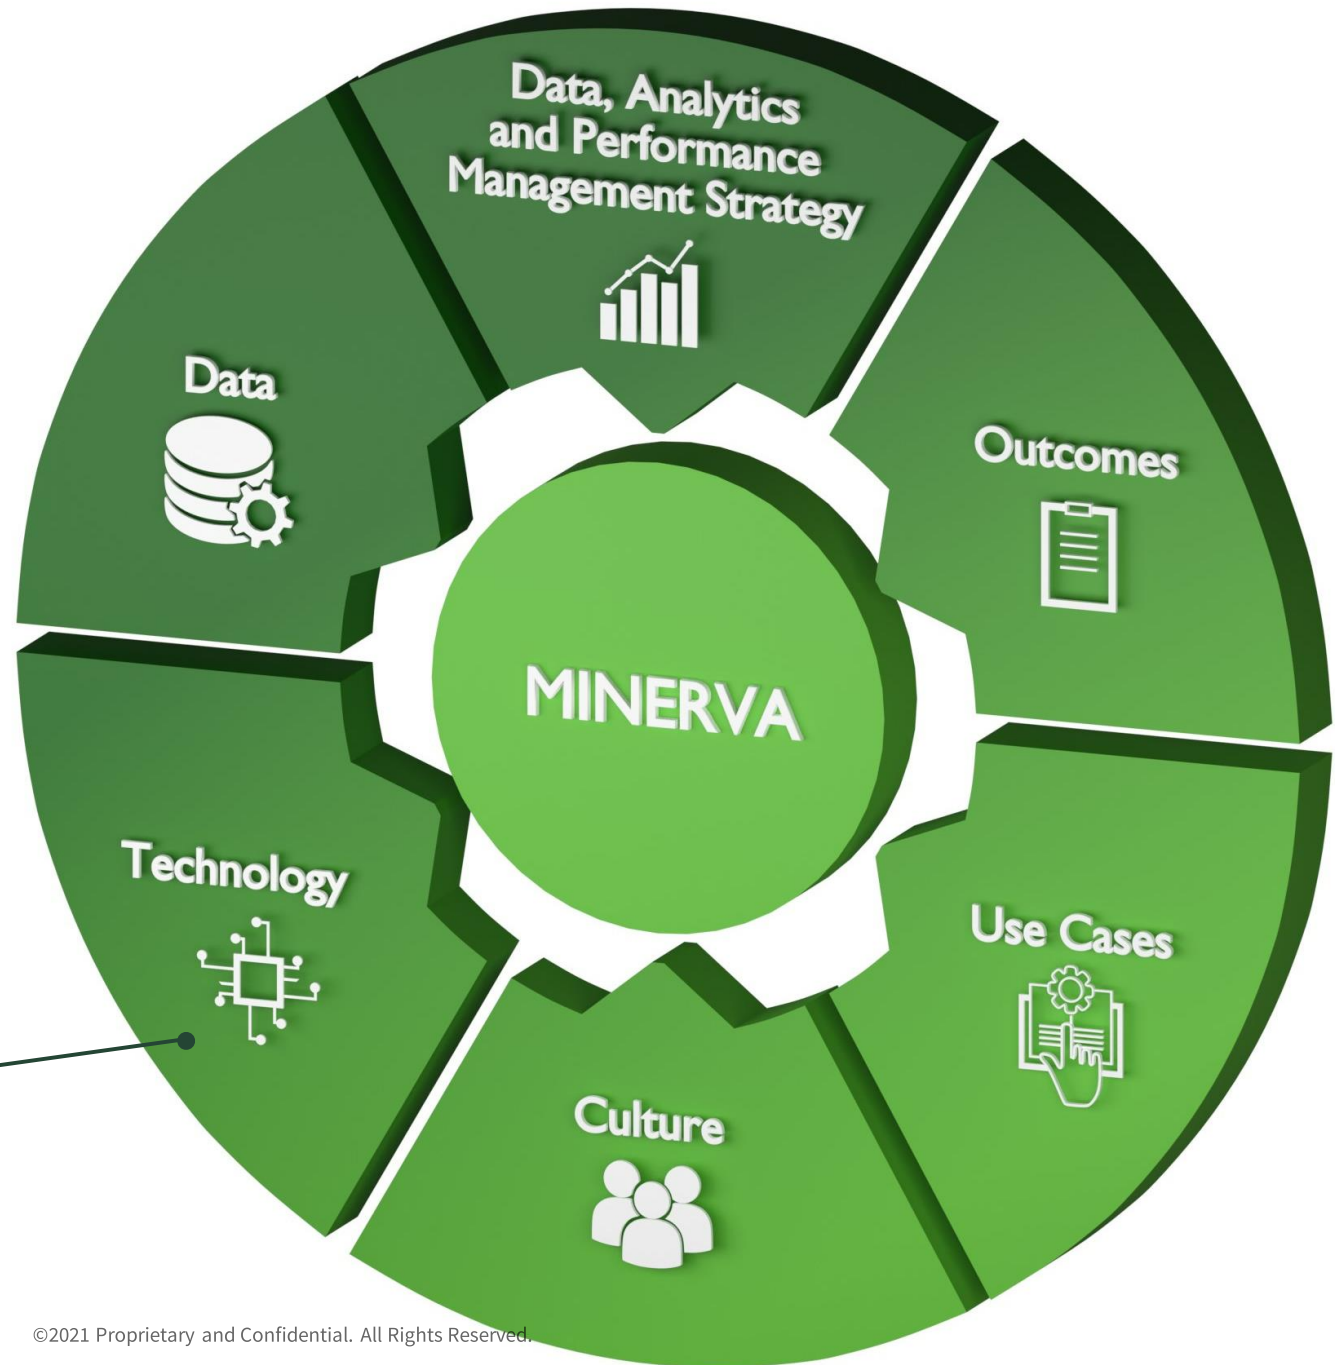 Data, Analytics
and Performance
Management Strategy
Data
Outcomes
MINERVA
Technology
Use Cases
Culture
©2021 Proprietary and Confidential. All Rights Reserved.